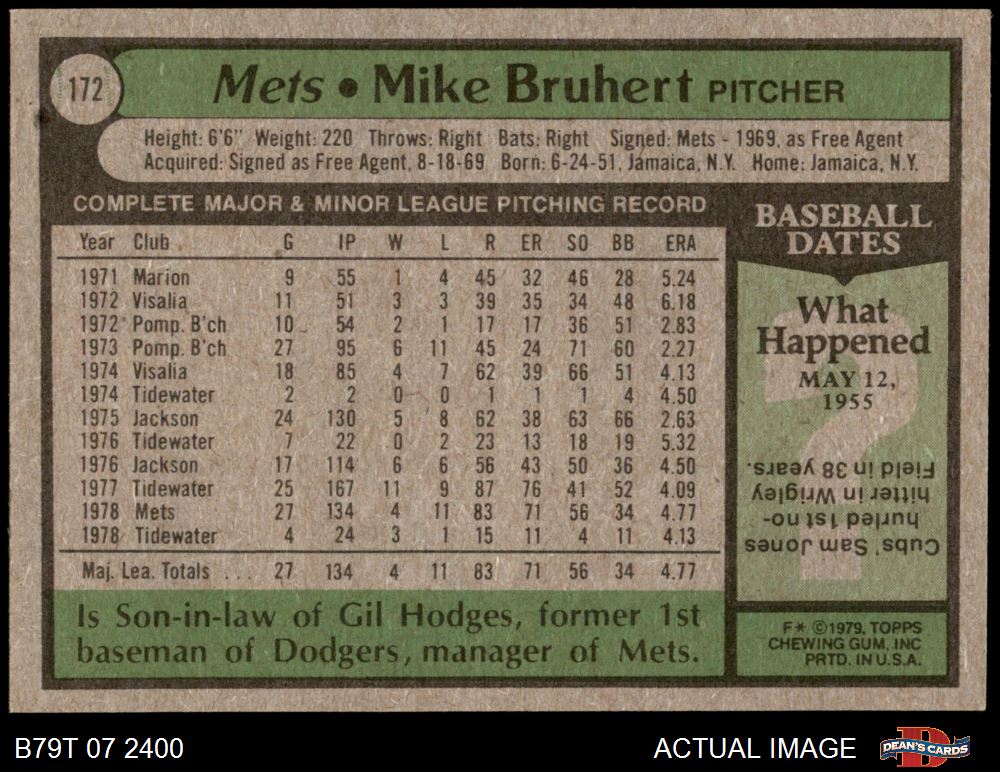 172
Mets • Mike Bruhert PITCHER
Height: 6'6" Weight: 220 Throws: Right Bats: Right Signed: Mets - 1969, as Free Agent
Acquired: Signed as Free Agent, 8-18-69 Born: 6-24-51, Jamaica, N.Y. Home: Jamaica, N.Y.
COMPLETE MAJOR & MINOR LEAGUE PITCHING RECORD
Year Club G IP W L R ER SO BB ERA
1971 Marion 9 55 1 4 45 32 46 28 5.24
1972 Visalia 11 51 3 3 39 35 34 48 6.18
1972 Pomp. B'ch 10 54 2 1 17 17 36 51 2.83
1973 Pomp. B'ch 27 95 6 11 45 24 71 60 2.27
1974 Visalia 18 85 4 7 62 39 66 51 4.13
1974 Tidewater 2 2 0 0 1 1 1 4 4.50
1975 Jackson 24 130 5 8 62 38 63 66 2.63
1976 Tidewater 7 22 0 2 23 13 18 19 5.32
1976 Jackson 17 114 6 6 56 43 50 36 4.50
1977 Tidewater 25 167 11 9 87 76 41 52 4.09
1978 Mets 27 134 4 11 83 71 56 34 4.77
1978 Tidewater 4 24 3 1 15 11 4 11 4.13
Maj. Lea. Totals ... 27 134 4 11 83 71 56 34 4.77
Is Son-in-law of Gil Hodges, former 1st
baseman of Dodgers, manager of Mets.
BASEBALL
DATES
What
Happened
MAY 12,
1955
?
Cubs' Sam Jones
hurled 1st no-
hitter in Wrigley
Field in 38 years.
F* ©1979, TOPPS
CHEWING GUM, INC
PRTD. IN U.S.A.
B79T 07 2400
ACTUAL IMAGE
D
DEAN'S CARDS